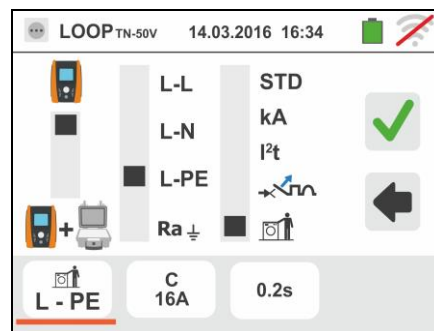 LOOP TN-50V 14.03.2016 16:34
L-L STD
L-N kA
I²t
L-PE
Ra
L - PE
C
16A
0.2s